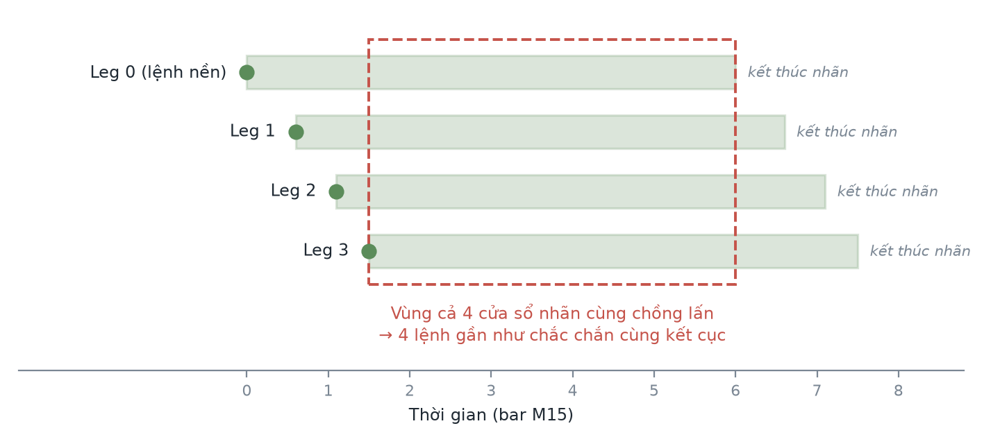 Leg 0 (lệnh nền)
kết thúc nhãn
Leg 1
kết thúc nhãn
Leg 2
kết thúc nhãn
Leg 3
kết thúc nhãn
Vùng cả 4 cửa sổ nhãn cùng chồng lấn
→ 4 lệnh gần như chắc chắn cùng kết cục
0 1 2 3 4 5 6 7 8
Thời gian (bar M15)